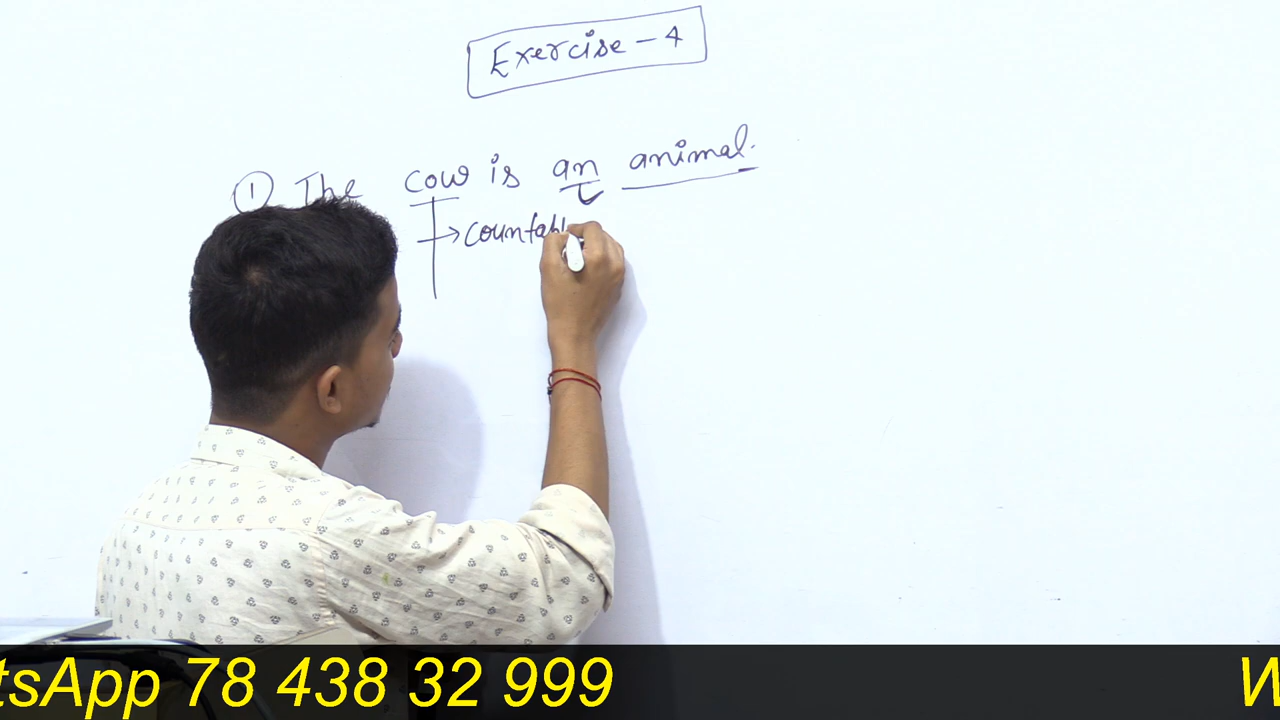 Exercise - 4
① The cow is an animal.
→ countabl
tsApp 78 438 32 999 W